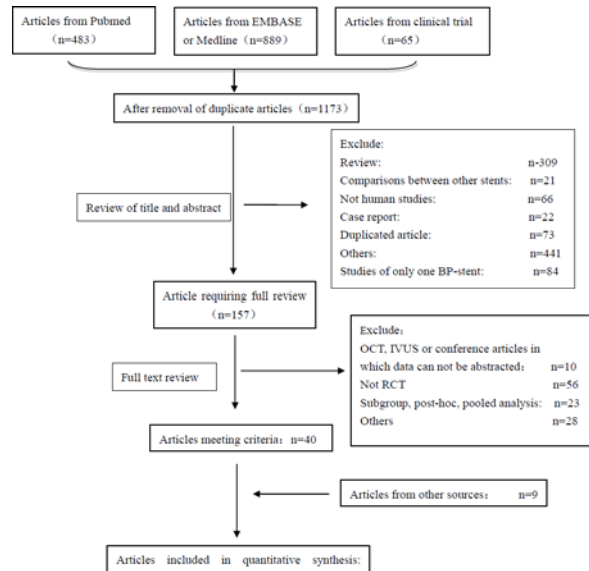 Articles from Pubmed
（n=483）
Articles from EMBASE
or Medline（n=889）
Articles from clinical trial
（n=65）
After removal of duplicate articles（n=1173）
Exclude:
Review: n-309
Comparisons between other stents: n=21
Not human studies: n=66
Case report: n=22
Duplicated article: n=73
Others: n=441
Studies of only one BP-stent: n=84
Review of title and abstract
Article requiring full review
（n=157）
Exclude：
OCT, IVUS or conference articles in
which data can not be abstracted： n=10
Not RCT n=56
Subgroup, post-hoc, pooled analysis: n=23
Others n=28
Full text review
Articles meeting criteria：n=40
Articles from other sources： n=9
Articles included in quantitative synthesis: